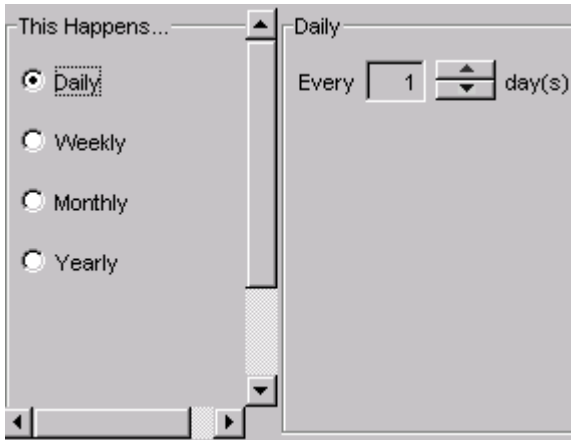 This Happens...
Daily
Weekly
Monthly
Yearly
Daily
Every 1 day(s)